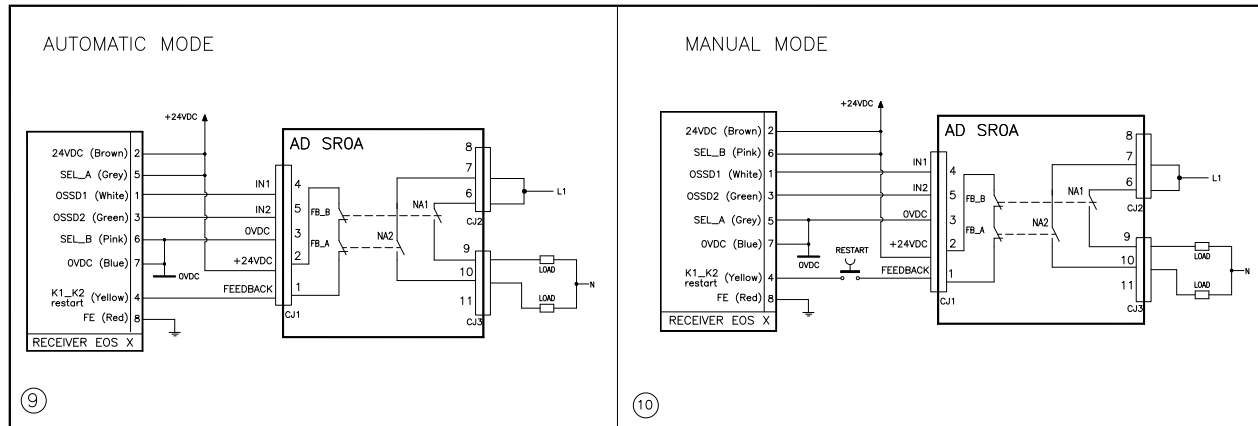 AUTOMATIC MODE
+24VDC
24VDC (Brown) 2
SEL_A (Grey) 5
OSSD1 (White) 1
OSSD2 (Green) 3
SEL_B (Pink) 6
0VDC (Blue) 7
K1_K2 (Yellow) 4
restart
FE (Red) 8
RECEIVER EOS X
0VDC
IN1
IN2
0VDC
+24VDC
FEEDBACK
AD SR0A
4
5
3
2
1
CJ1
FB_B
FB_A
NA1
NA2
8
7
6
CJ2
L1
9
10
11
CJ3
LOAD
LOAD
N
9
MANUAL MODE
+24VDC
24VDC (Brown) 2
SEL_B (Pink) 6
OSSD1 (White) 1
OSSD2 (Green) 3
SEL_A (Grey) 5
0VDC (Blue) 7
K1_K2 (Yellow) 4
restart
FE (Red) 8
RECEIVER EOS X
0VDC
RESTART
IN1
IN2
0VDC
+24VDC
FEEDBACK
AD SR0A
4
5
3
2
1
CJ1
FB_B
FB_A
NA1
NA2
8
7
6
CJ2
L1
9
10
11
CJ3
LOAD
LOAD
N
10